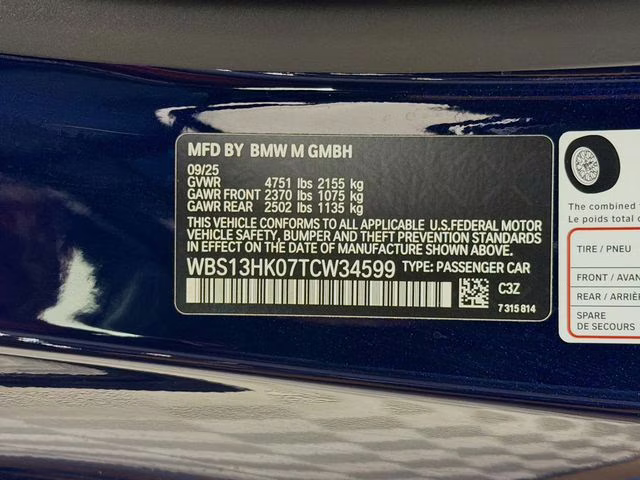 MFD BY BMW M GMBH
09/25
GVWR 4751 lbs 2155 kg
GAWR FRONT 2370 lbs 1075 kg
GAWR REAR 2502 lbs 1135 kg
THIS VEHICLE CONFORMS TO ALL APPLICABLE U.S.FEDERAL MOTOR
VEHICLE SAFETY, BUMPER AND THEFT PREVENTION STANDARDS
IN EFFECT ON THE DATE OF MANUFACTURE SHOWN ABOVE.
WBS13HK07TCW34599 TYPE: PASSENGER CAR
C3Z
7 315 814
The combined
Le poids total
TIRE / PNEU
FRONT / AVAN
REAR / ARRIÈ
SPARE
DE SECOURS